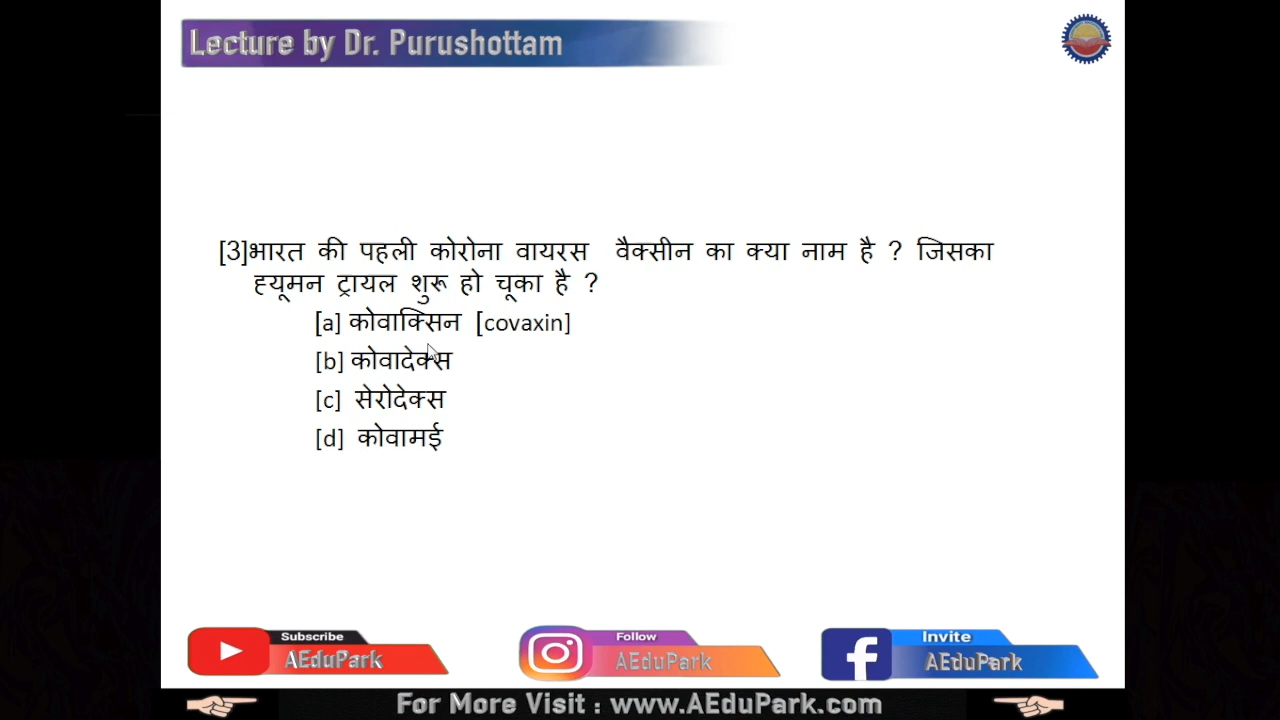 Lecture by Dr. Purushottam
[3]भारत की पहली कोरोना वायरस वैक्सीन का क्या नाम है ? जिसका
ह्यूमन ट्रायल शुरू हो चूका है ?
[a] कोवाक्सिन [covaxin]
[b] कोवादेक्स
[c] सेरोदेक्स
[d] कोवामई
Subscribe
AEduPark
Follow
AEduPark
Invite
AEduPark
For More Visit : www.AEduPark.com